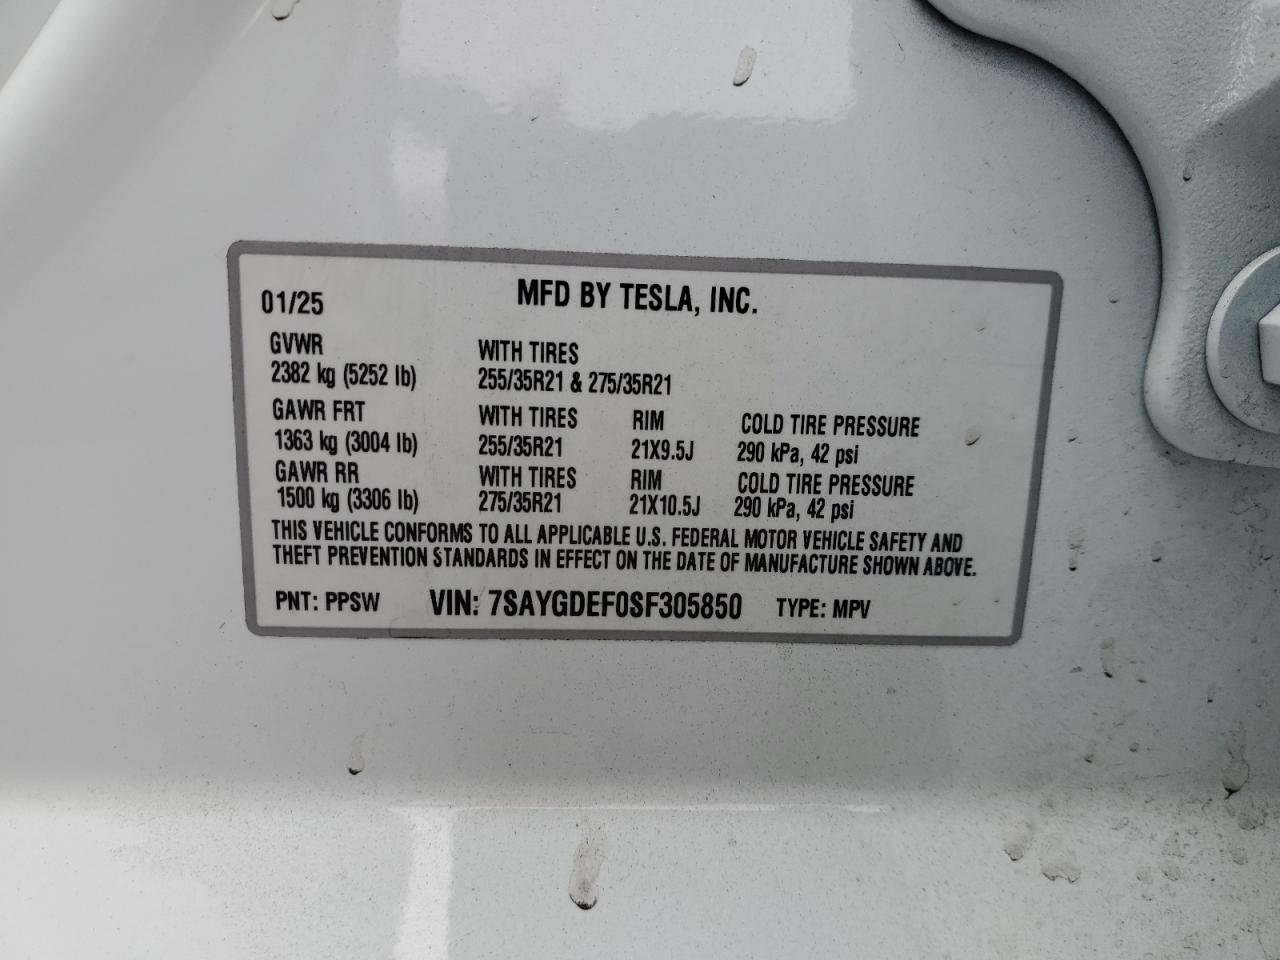 01/25 MFD BY TESLA, INC.
GVWR WITH TIRES
2382 kg (5252 lb) 255/35R21 & 275/35R21
GAWR FRT WITH TIRES RIM COLD TIRE PRESSURE
1363 kg (3004 lb) 255/35R21 21X9.5J 290 kPa, 42 psi
GAWR RR WITH TIRES RIM COLD TIRE PRESSURE
1500 kg (3306 lb) 275/35R21 21X10.5J 290 kPa, 42 psi
THIS VEHICLE CONFORMS TO ALL APPLICABLE U.S. FEDERAL MOTOR VEHICLE SAFETY AND
THEFT PREVENTION STANDARDS IN EFFECT ON THE DATE OF MANUFACTURE SHOWN ABOVE.
PNT: PPSW VIN: 7SAYGDEF0SF305850 TYPE: MPV